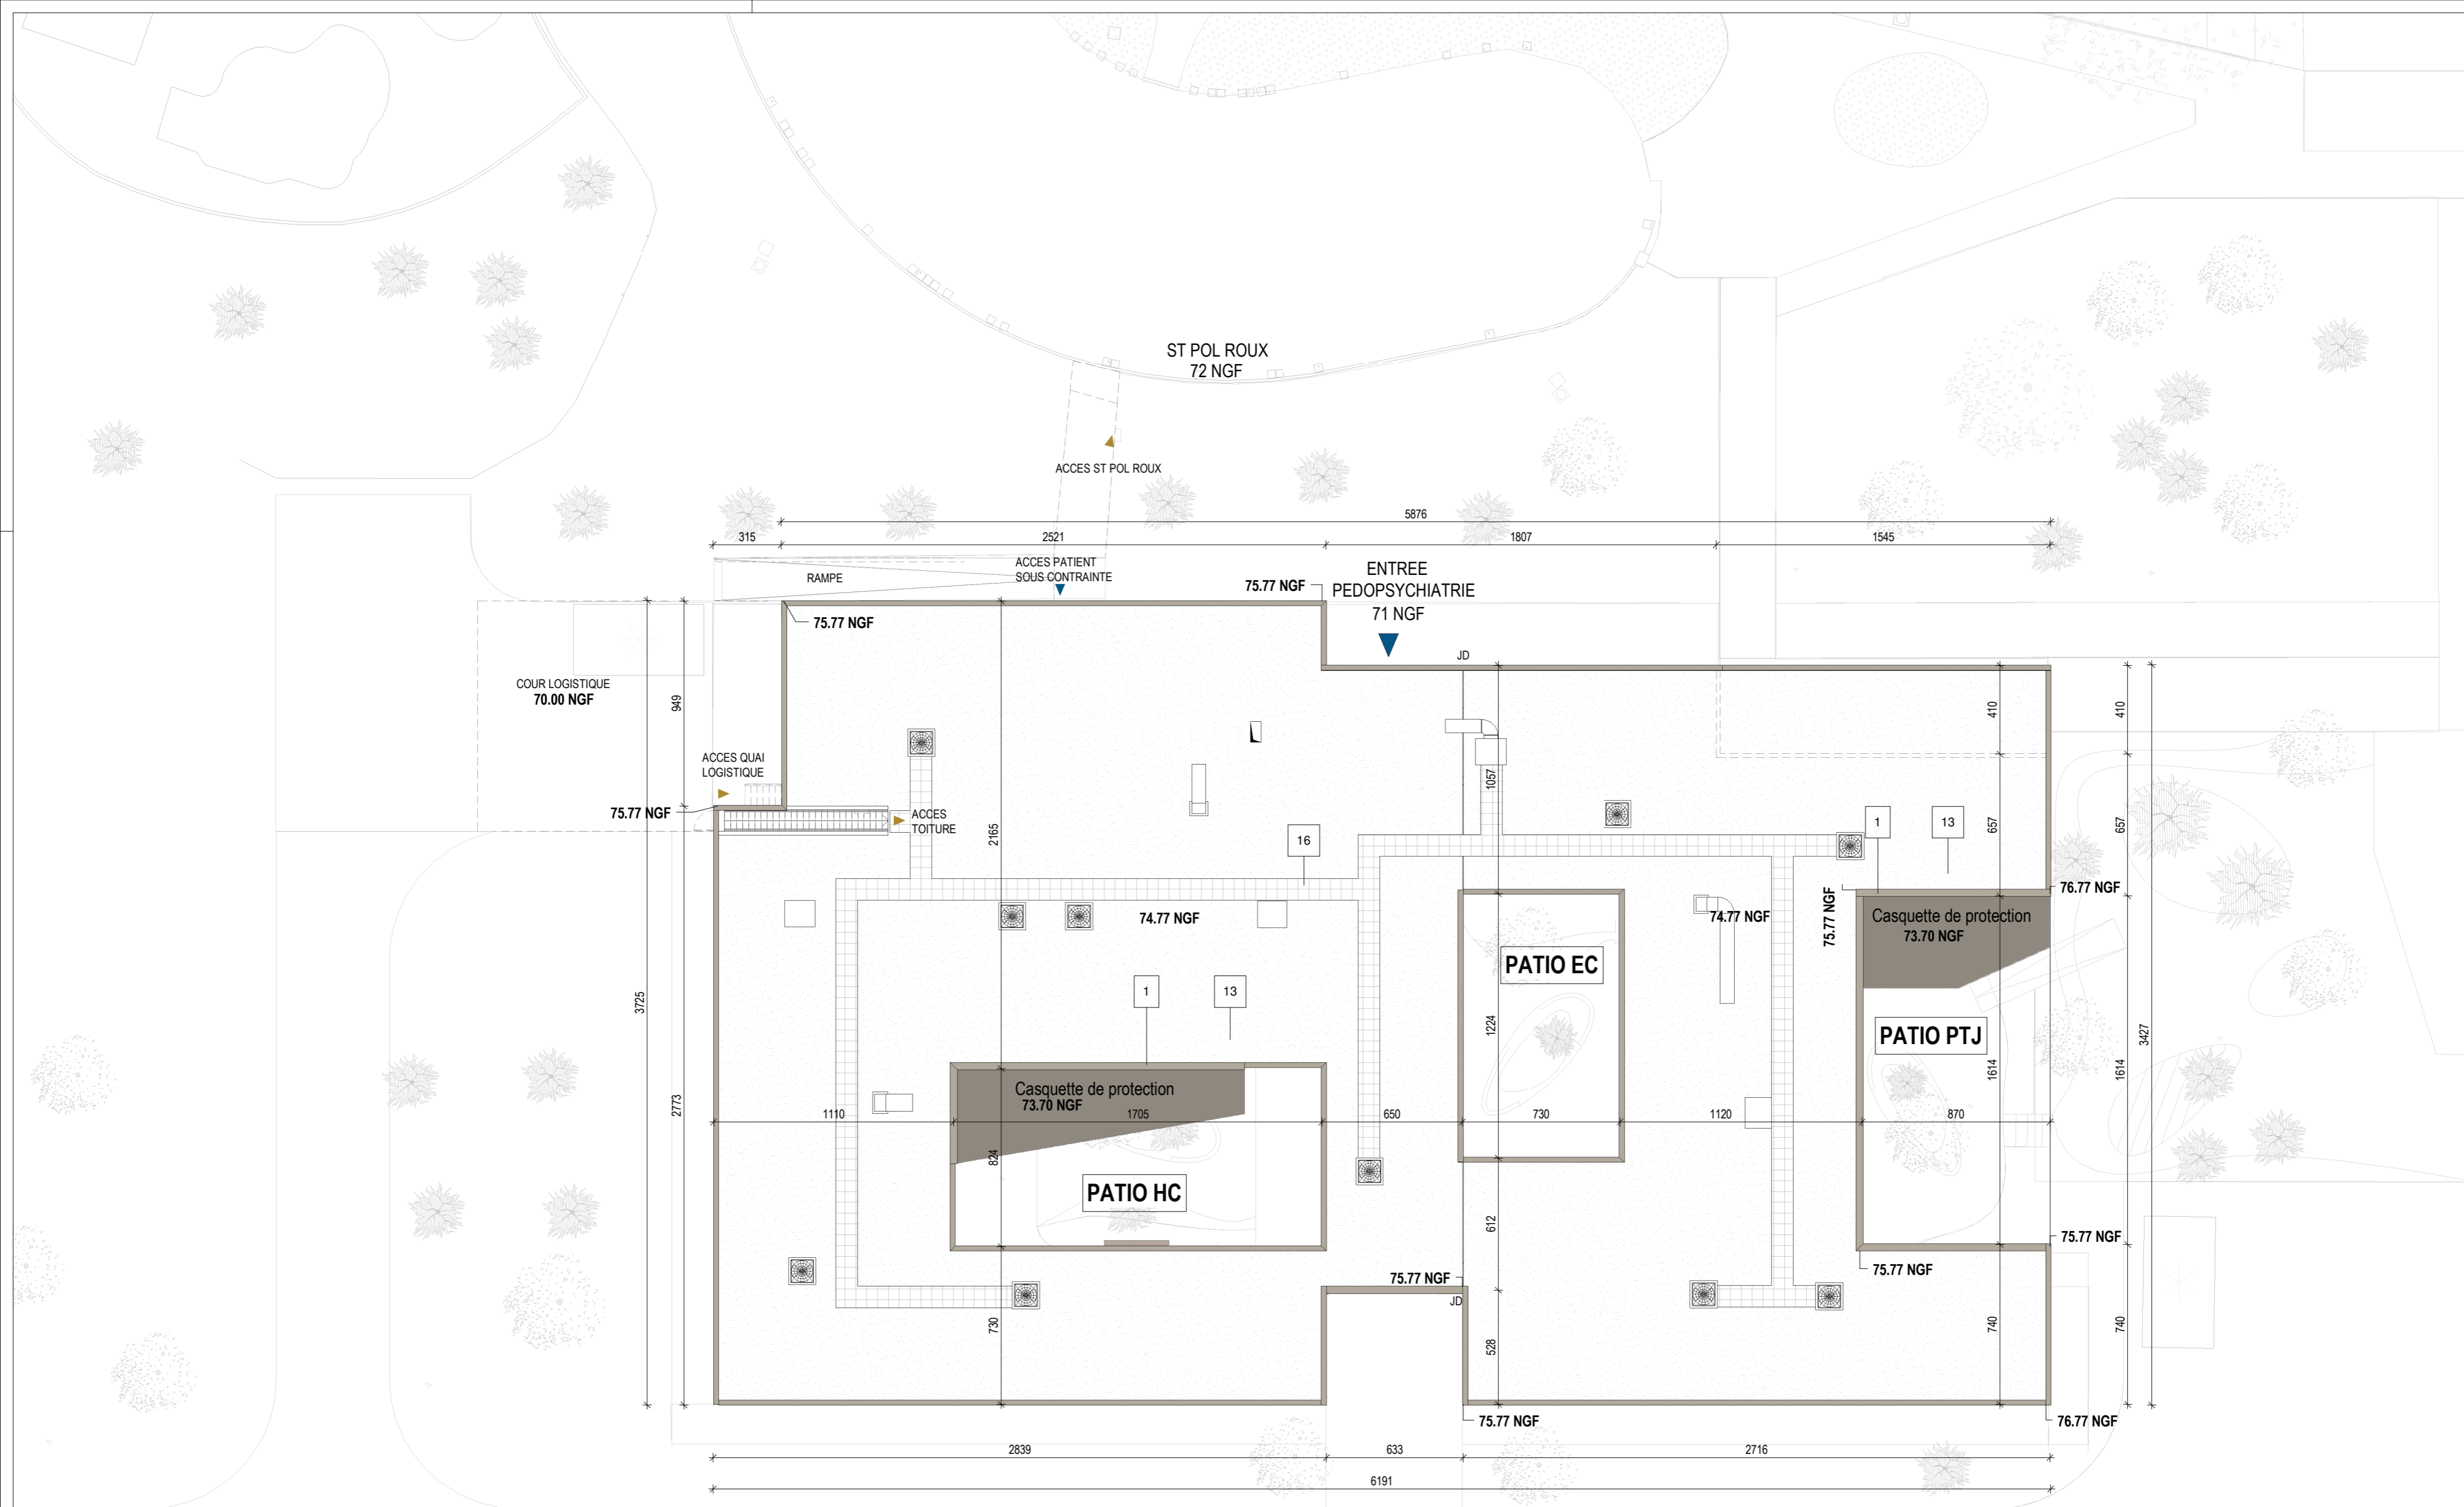 ST POL ROUX
72 NGF
ACCES ST POL ROUX
5876
315
2521
1807
1545
RAMPE
ACCES PATIENT
SOUS CONTRAINTE
75.77 NGF
ENTREE
PEDOPSYCHIATRIE
71 NGF
75.77 NGF
JD
COUR LOGISTIQUE
70.00 NGF
949
410
410
ACCES QUAI
LOGISTIQUE
1057
75.77 NGF
ACCES
TOITURE
2165
16
1
13
657
657
75.77 NGF
76.77 NGF
74.77 NGF
74.77 NGF
Casquette de protection
73.70 NGF
PATIO EC
3725
1
13
1224
PATIO PTJ
3427
1614
1614
2773
Casquette de protection
73.70 NGF
1110
1705
650
730
1120
870
824
PATIO HC
612
75.77 NGF
75.77 NGF
75.77 NGF
JD
730
528
740
740
75.77 NGF
76.77 NGF
2839
633
2716
6191